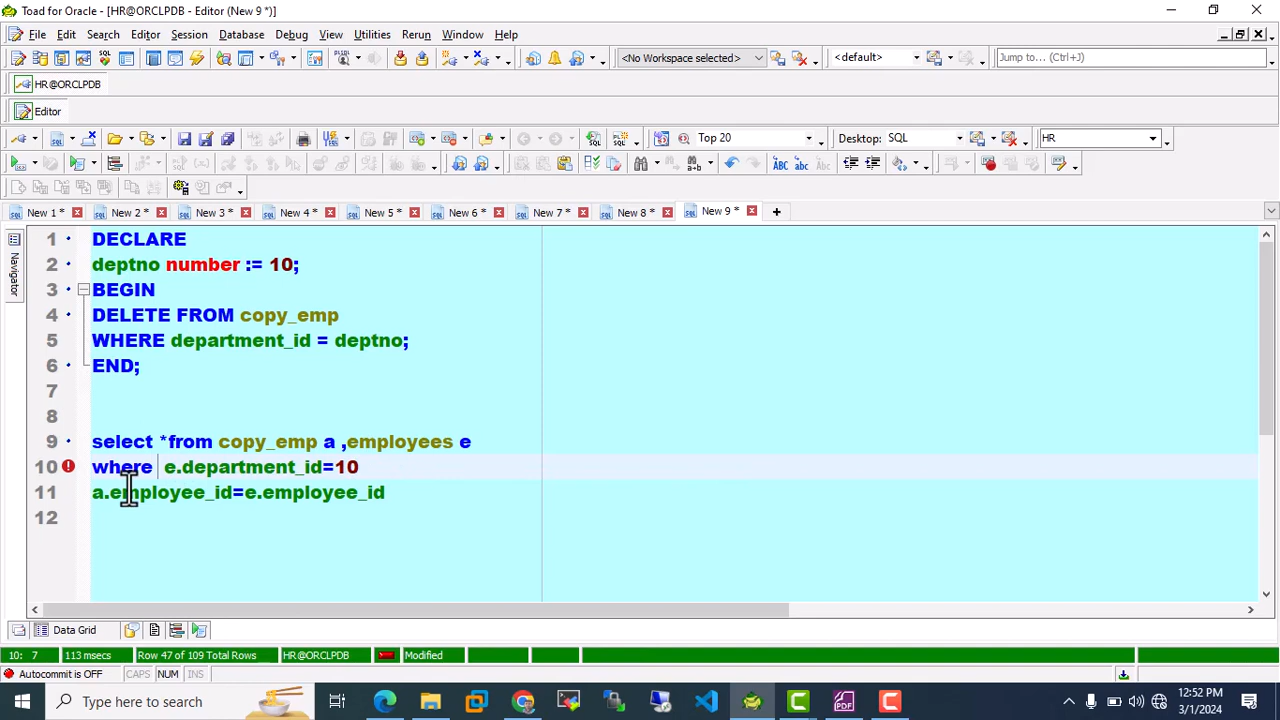 Toad for Oracle - [HR@ORCLPDB - Editor (New 9 *)]
File Edit Search Editor Session Database Debug View Utilities Rerun Window Help
<No Workspace selected> <default> Jump to... (Ctrl+J)
HR@ORCLPDB
Editor
Top 20 Desktop: SQL HR
New 1 * New 2 * New 3 * New 4 * New 5 * New 6 * New 7 * New 8 * New 9 *
Navigator
1 DECLARE
2 deptno number := 10;
3 BEGIN
4 DELETE FROM copy_emp
5 WHERE department_id = deptno;
6 END;
7
8
9 select *from copy_emp a ,employees e
10 where e.department_id=10
11 a.employee_id=e.employee_id
12
Data Grid
10: 7 113 msecs Row 47 of 109 Total Rows HR@ORCLPDB Modified
Autocommit is OFF CAPS NUM INS
Type here to search
12:52 PM
3/1/2024